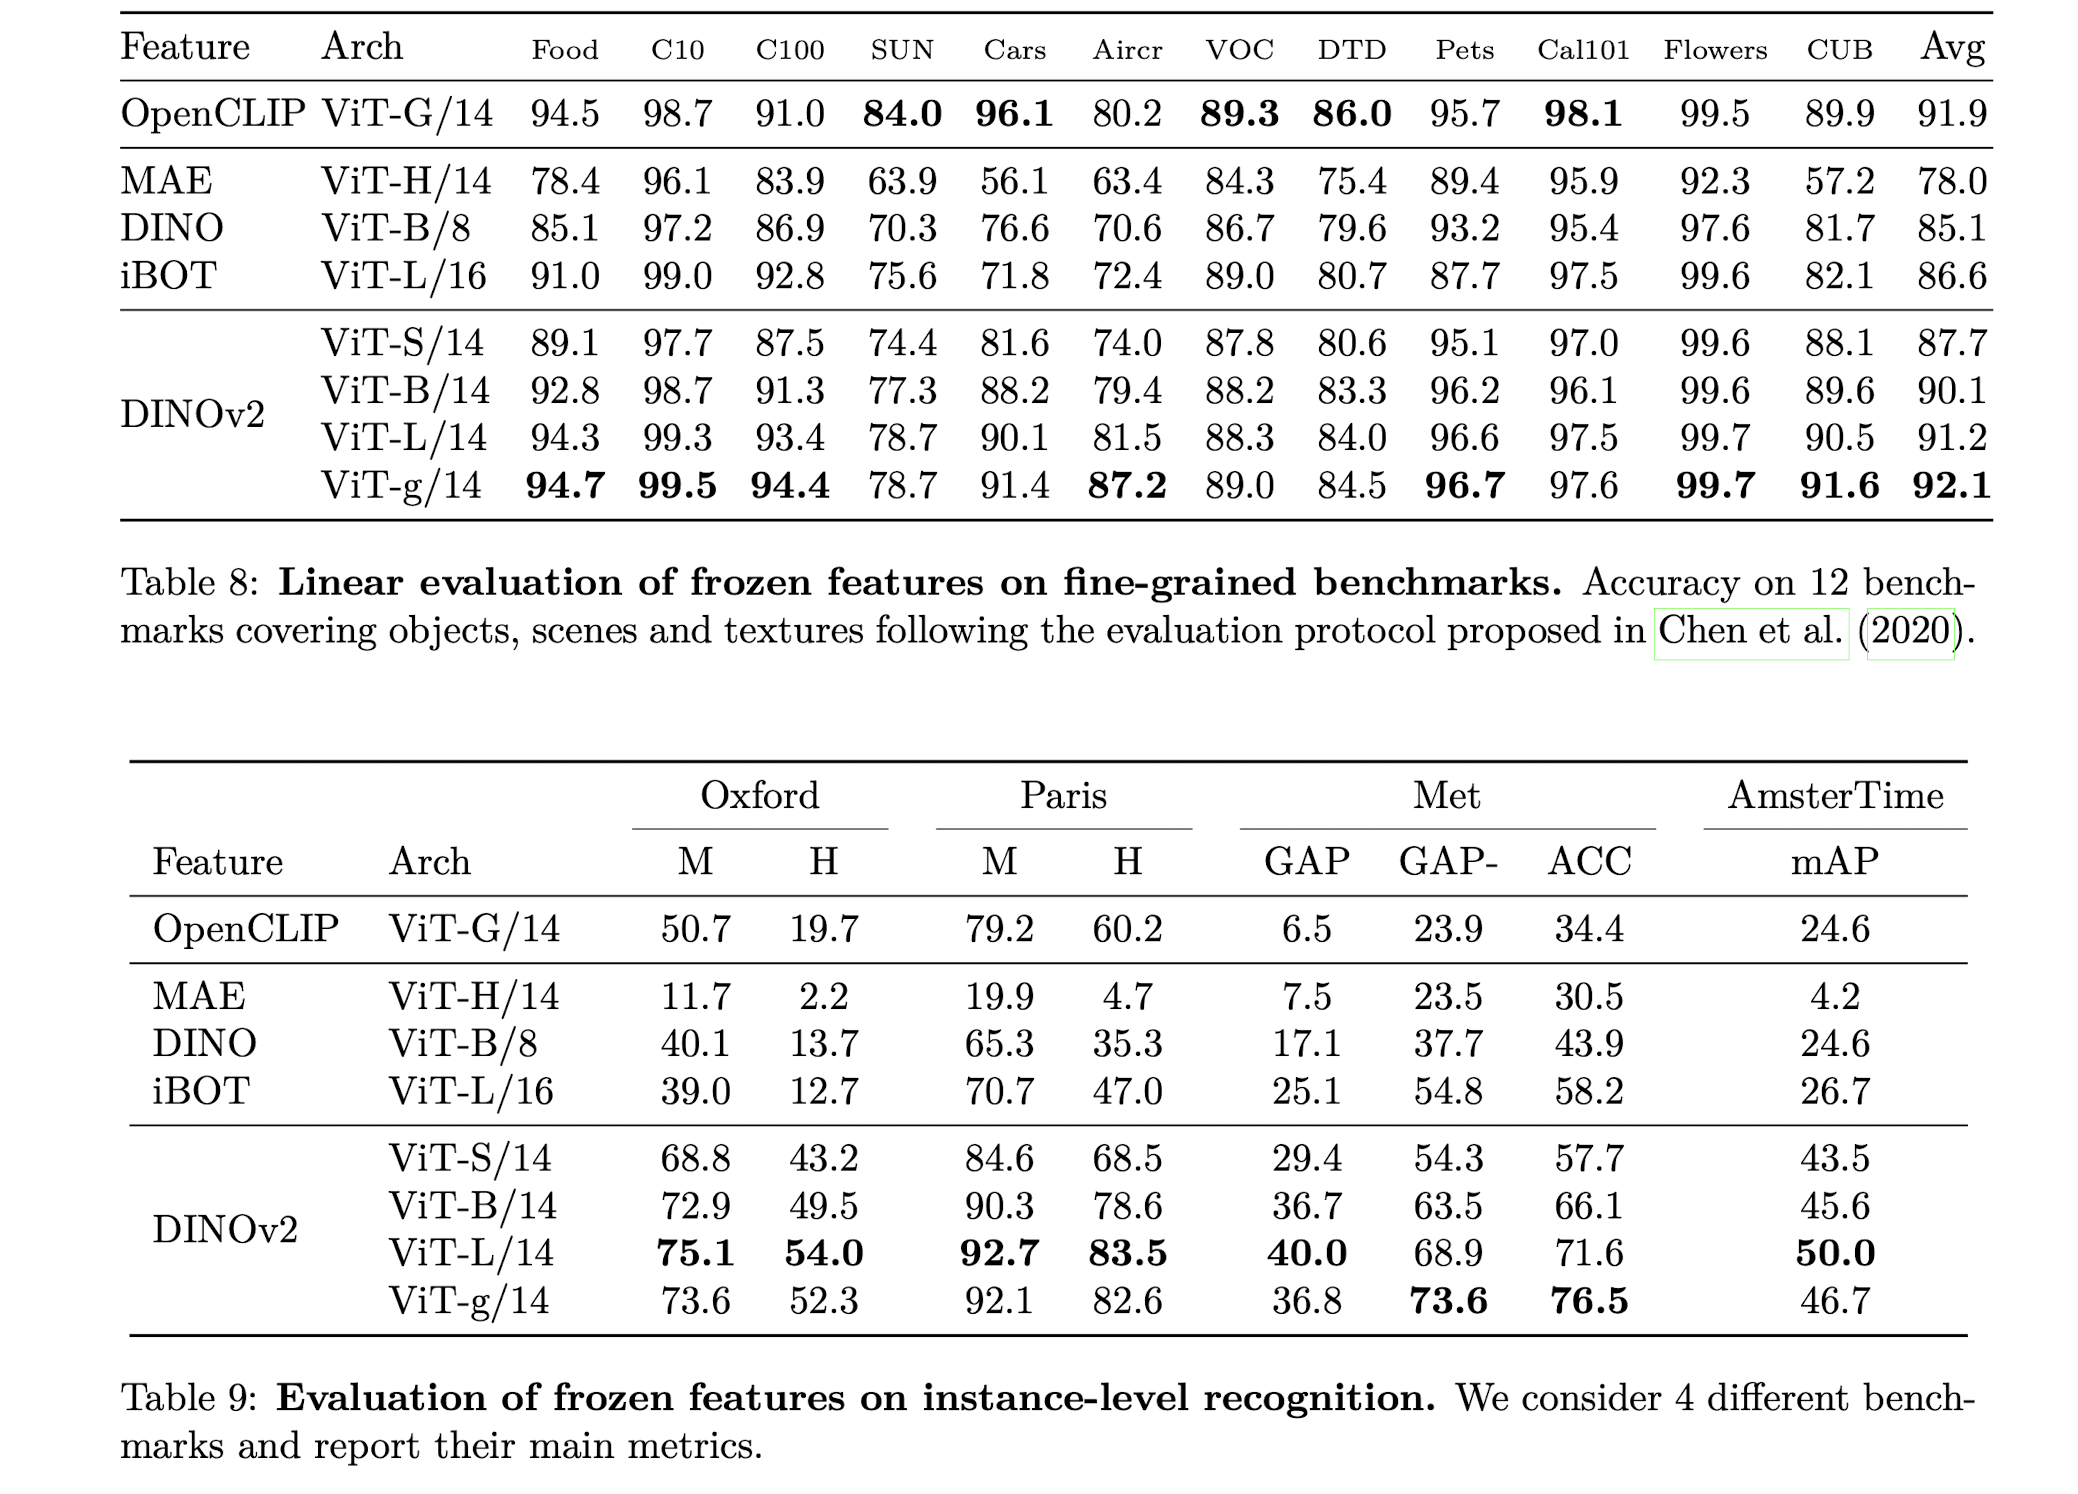 Feature Arch Food C10 C100 SUN Cars Aircr VOC DTD Pets Cal101 Flowers CUB Avg
OpenCLIP ViT-G/14 94.5 98.7 91.0 84.0 96.1 80.2 89.3 86.0 95.7 98.1 99.5 89.9 91.9
MAE ViT-H/14 78.4 96.1 83.9 63.9 56.1 63.4 84.3 75.4 89.4 95.9 92.3 57.2 78.0
DINO ViT-B/8 85.1 97.2 86.9 70.3 76.6 70.6 86.7 79.6 93.2 95.4 97.6 81.7 85.1
iBOT ViT-L/16 91.0 99.0 92.8 75.6 71.8 72.4 89.0 80.7 87.7 97.5 99.6 82.1 86.6
ViT-S/14 89.1 97.7 87.5 74.4 81.6 74.0 87.8 80.6 95.1 97.0 99.6 88.1 87.7
ViT-B/14 92.8 98.7 91.3 77.3 88.2 79.4 88.2 83.3 96.2 96.1 99.6 89.6 90.1
DINOv2
ViT-L/14 94.3 99.3 93.4 78.7 90.1 81.5 88.3 84.0 96.6 97.5 99.7 90.5 91.2
ViT-g/14 94.7 99.5 94.4 78.7 91.4 87.2 89.0 84.5 96.7 97.6 99.7 91.6 92.1
Table 8: Linear evaluation of frozen features on fine-grained benchmarks. Accuracy on 12 bench-
marks covering objects, scenes and textures following the evaluation protocol proposed in Chen et al. (2020).
Oxford Paris Met AmsterTime
Feature Arch M H M H GAP GAP- ACC mAP
OpenCLIP ViT-G/14 50.7 19.7 79.2 60.2 6.5 23.9 34.4 24.6
MAE ViT-H/14 11.7 2.2 19.9 4.7 7.5 23.5 30.5 4.2
DINO ViT-B/8 40.1 13.7 65.3 35.3 17.1 37.7 43.9 24.6
iBOT ViT-L/16 39.0 12.7 70.7 47.0 25.1 54.8 58.2 26.7
ViT-S/14 68.8 43.2 84.6 68.5 29.4 54.3 57.7 43.5
ViT-B/14 72.9 49.5 90.3 78.6 36.7 63.5 66.1 45.6
DINOv2
ViT-L/14 75.1 54.0 92.7 83.5 40.0 68.9 71.6 50.0
ViT-g/14 73.6 52.3 92.1 82.6 36.8 73.6 76.5 46.7
Table 9: Evaluation of frozen features on instance-level recognition. We consider 4 different bench-
marks and report their main metrics.